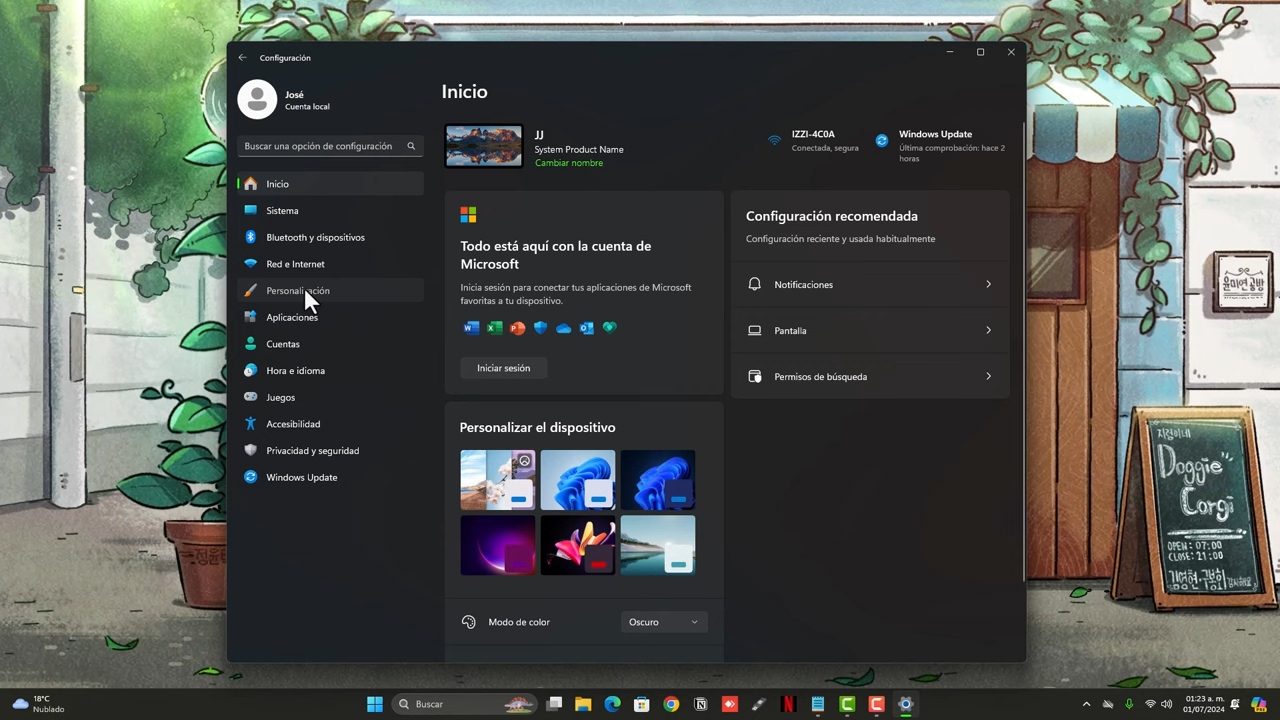 Configuración
José
Cuenta local
Buscar una opción de configuración
Inicio
Sistema
Bluetooth y dispositivos
Red e Internet
Personalización
Aplicaciones
Cuentas
Hora e idioma
Juegos
Accesibilidad
Privacidad y seguridad
Windows Update
Inicio
JJ
System Product Name
Cambiar nombre
IZZI-4C0A
Conectada, segura
Windows Update
Última comprobación: hace 2
horas
Todo está aquí con la cuenta de
Microsoft
Inicia sesión para conectar tus aplicaciones de Microsoft
favoritas a tu dispositivo.
Iniciar sesión
Configuración recomendada
Configuración reciente y usada habitualmente
Notificaciones
Pantalla
Permisos de búsqueda
Personalizar el dispositivo
Modo de color
Oscuro
Doggie
Corgi
OPEN : 07:00
CLOSE: 21:00
18°C
Nublado
Buscar
01:23 a. m.
01/07/2024